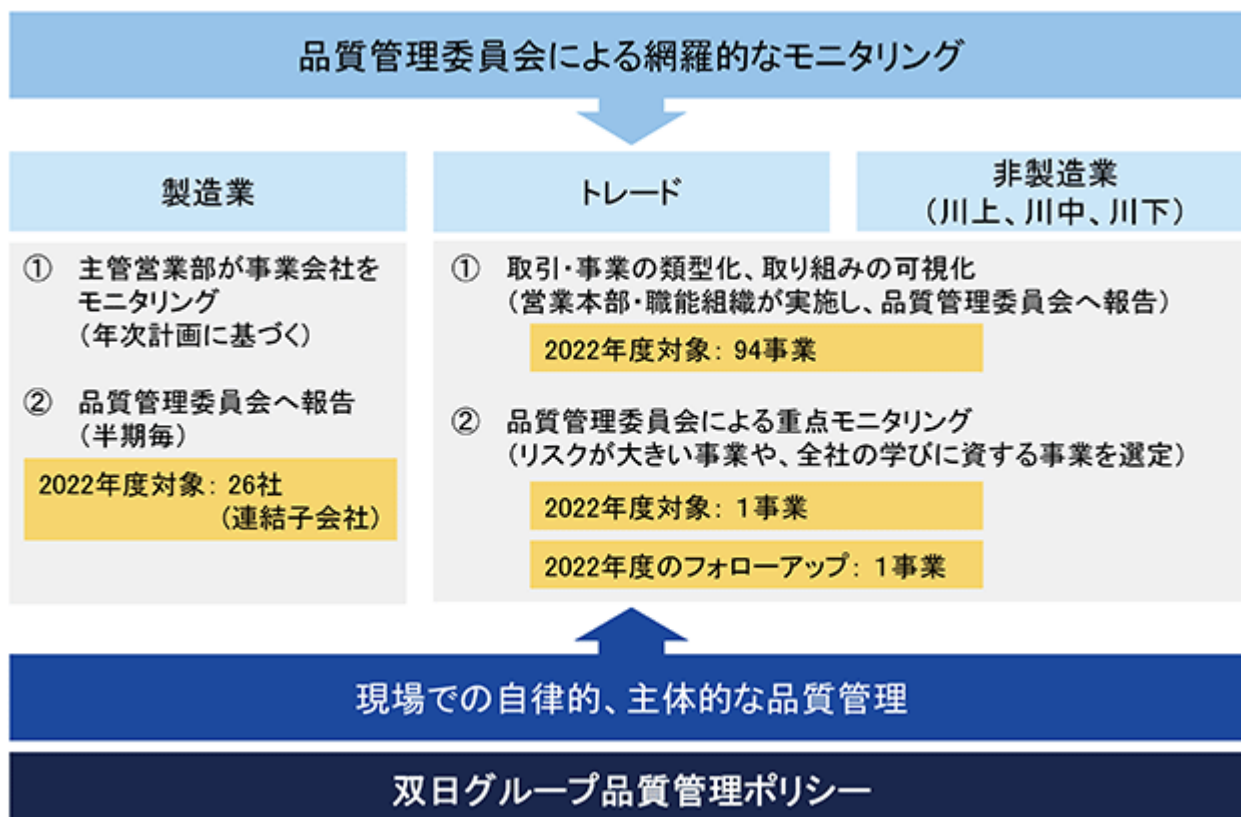 品質管理委員会による網羅的なモニタリング
製造業
① 主管営業部が事業会社を
モニタリング
（年次計画に基づく）
② 品質管理委員会へ報告
（半期毎）
2022年度対象： 26社
（連結子会社）
トレード
非製造業
（川上、川中、川下）
① 取引・事業の類型化、取り組みの可視化
（営業本部・職能組織が実施し、品質管理委員会へ報告）
2022年度対象： 94事業
② 品質管理委員会による重点モニタリング
（リスクが大きい事業や、全社の学びに資する事業を選定）
2022年度対象： 1事業
2022年度のフォローアップ： 1事業
現場での自律的、主体的な品質管理
双日グループ品質管理ポリシー